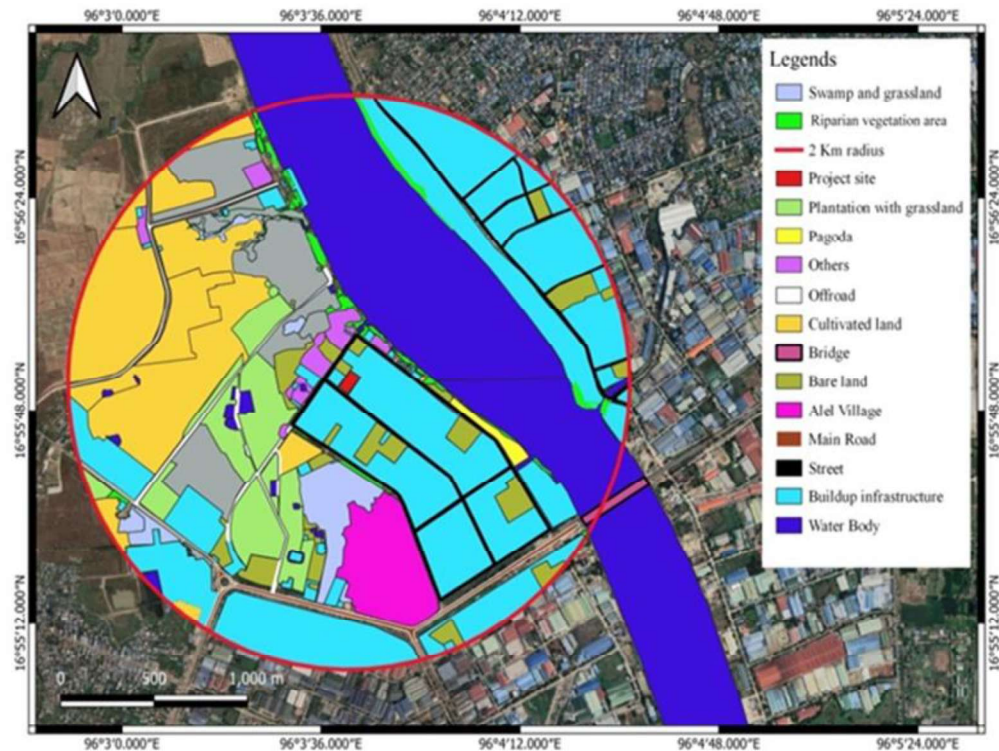 96°3'0.000"E 96°3'36.000"E 96°4'12.000"E 96°4'48.000"E 96°5'24.000"E
16°56'24.000"N
16°55'48.000"N
16°55'12.000"N
16°56'24.000"N
16°55'48.000"N
16°55'12.000"N
Legends
Swamp and grassland
Riparian vegetation area
2 Km radius
Project site
Plantation with grassland
Pagoda
Others
Offroad
Cultivated land
Bridge
Bare land
Alel Village
Main Road
Street
Buildup infrastructure
Water Body
0 500 1,000 m
96°3'0.000"E 96°3'36.000"E 96°4'12.000"E 96°4'48.000"E 96°5'24.000"E